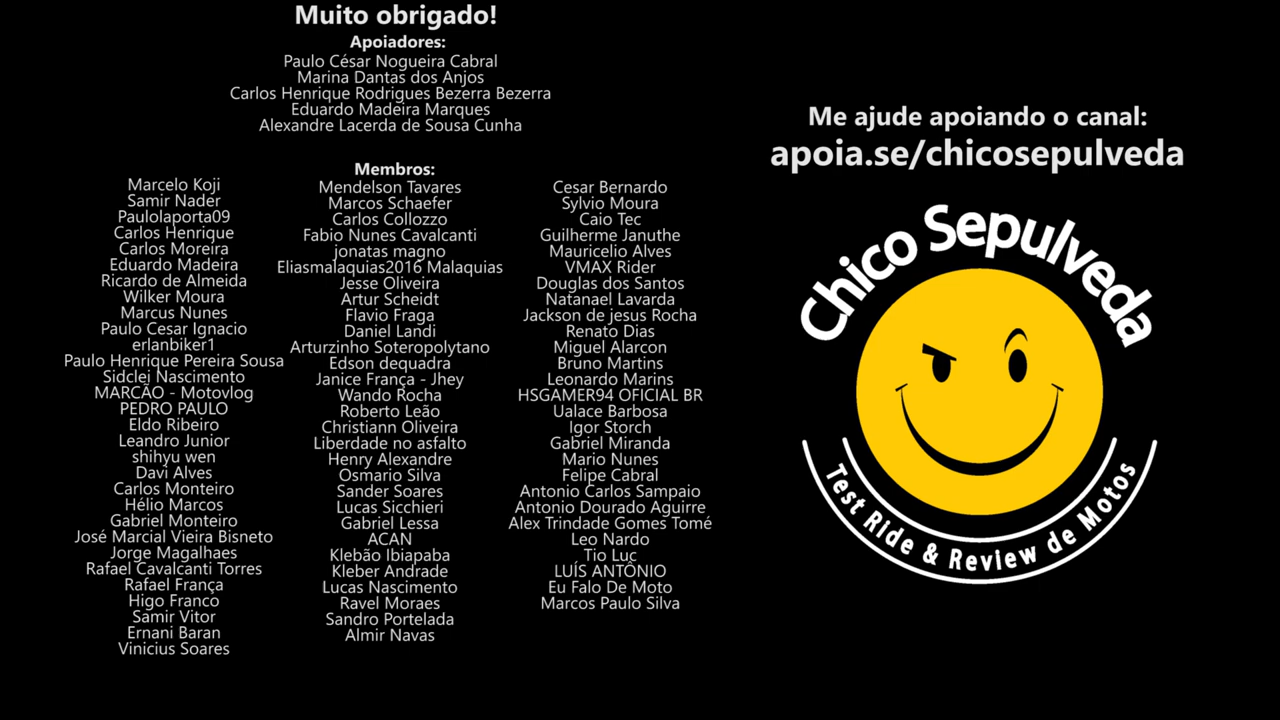 Muito obrigado!
Apoiadores:
Paulo César Nogueira Cabral
Marina Dantas dos Anjos
Carlos Henrique Rodrigues Bezerra Bezerra
Eduardo Madeira Marques
Alexandre Lacerda de Sousa Cunha
Membros:
Marcelo Koji
Samir Nader
Paulolaporta09
Carlos Henrique
Carlos Moreira
Eduardo Madeira
Ricardo de Almeida
Wilker Moura
Marcus Nunes
Paulo Cesar Ignacio
erlanbiker1
Paulo Henrique Pereira Sousa
Sidclei Nascimento
MARCÃO - Motovlog
PEDRO PAULO
Eldo Ribeiro
Leandro Junior
shihyu wen
Davi Alves
Carlos Monteiro
Hélio Marcos
Gabriel Monteiro
José Marcial Vieira Bisneto
Jorge Magalhaes
Rafael Cavalcanti Torres
Rafael França
Higo Franco
Samir Vitor
Ernani Baran
Vinicius Soares
Mendelson Tavares
Marcos Schaefer
Carlos Collozzo
Fabio Nunes Cavalcanti
jonatas magno
Eliasmalaquias2016 Malaquias
Jesse Oliveira
Artur Scheidt
Flavio Fraga
Daniel Landi
Arturzinho Soteropolytano
Edson dequadra
Janice França - Jhey
Wando Rocha
Roberto Leão
Christiann Oliveira
Liberdade no asfalto
Henry Alexandre
Osmario Silva
Sander Soares
Lucas Sicchieri
Gabriel Lessa
ACAN
Klebão Ibiapaba
Kleber Andrade
Lucas Nascimento
Ravel Moraes
Sandro Portelada
Almir Navas
Cesar Bernardo
Sylvio Moura
Caio Tec
Guilherme Januthe
Mauricelio Alves
VMAX Rider
Douglas dos Santos
Natanael Lavarda
Jackson de jesus Rocha
Renato Dias
Miguel Alarcon
Bruno Martins
Leonardo Marins
HSGAMER94 OFICIAL BR
Ualace Barbosa
Igor Storch
Gabriel Miranda
Mario Nunes
Felipe Cabral
Antonio Carlos Sampaio
Antonio Dourado Aguirre
Alex Trindade Gomes Tomé
Leo Nardo
Tio Luc
LUÍS ANTÔNIO
Eu Falo De Moto
Marcos Paulo Silva
Me ajude apoiando o canal:
apoia.se/chicosepulveda
Chico Sepulveda
Test Ride & Review de Motos